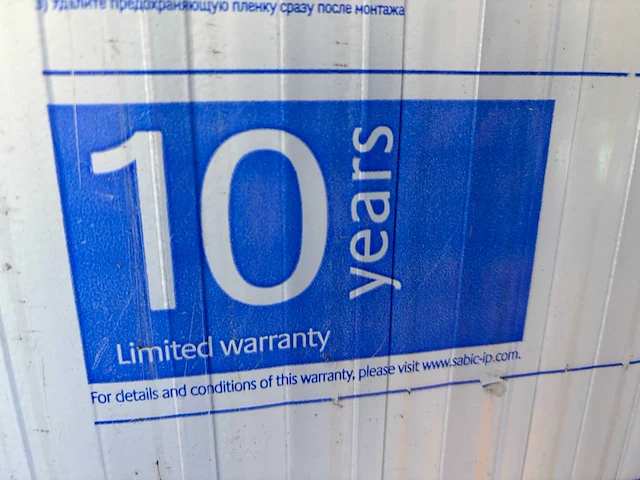 3) Удалите предохраняющую пленку сразу после монтажа
10 years
Limited warranty
For details and conditions of this warranty, please visit www.sabic-ip.com.